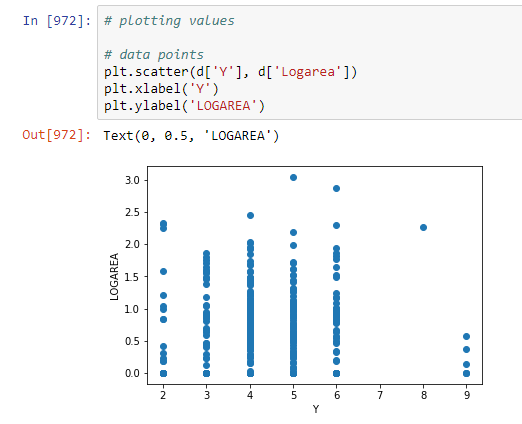 In [972]: # plotting values
# data points
plt.scatter(d['Y'], d['Logarea'])
plt.xlabel('Y')
plt.ylabel('LOGAREA')
Out[972]: Text(0, 0.5, 'LOGAREA')
3.0
2.5
2.0
1.5
1.0
0.5
0.0
LOGAREA
2 3 4 5 6 7 8 9
Y